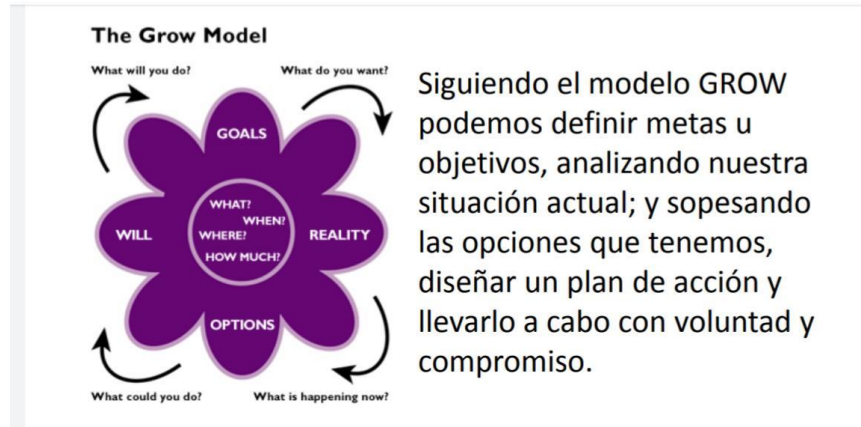 The Grow Model
What will you do?
What do you want?
GOALS
WHAT?
WHEN?
WHERE?
HOW MUCH?
WILL
REALITY
OPTIONS
What could you do?
What is happening now?
Siguiendo el modelo GROW
podemos definir metas u
objetivos, analizando nuestra
situación actual; y sopesando
las opciones que tenemos,
diseñar un plan de acción y
llevarlo a cabo con voluntad y
compromiso.